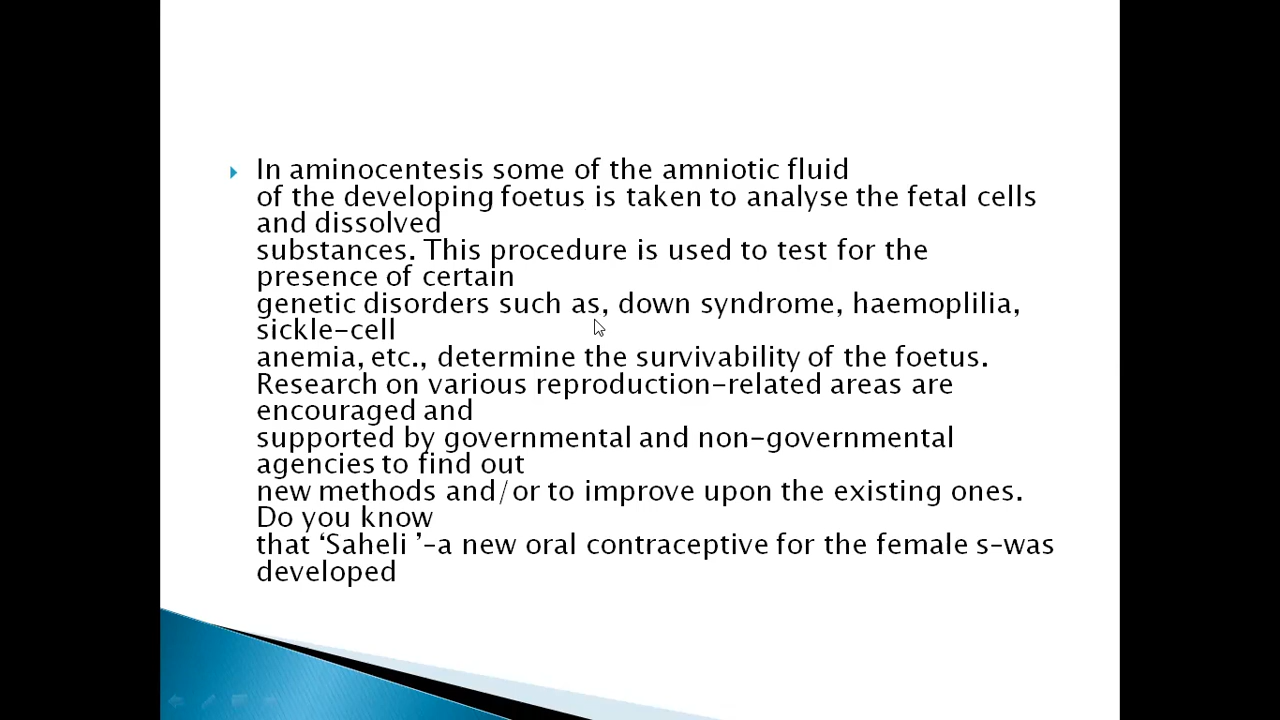 In aminocentesis some of the amniotic fluid
of the developing foetus is taken to analyse the fetal cells
and dissolved
substances. This procedure is used to test for the
presence of certain
genetic disorders such as, down syndrome, haemoplilia,
sickle-cell
anemia, etc., determine the survivability of the foetus.
Research on various reproduction-related areas are
encouraged and
supported by governmental and non-governmental
agencies to find out
new methods and/or to improve upon the existing ones.
Do you know
that ‘Saheli ’-a new oral contraceptive for the female s-was
developed